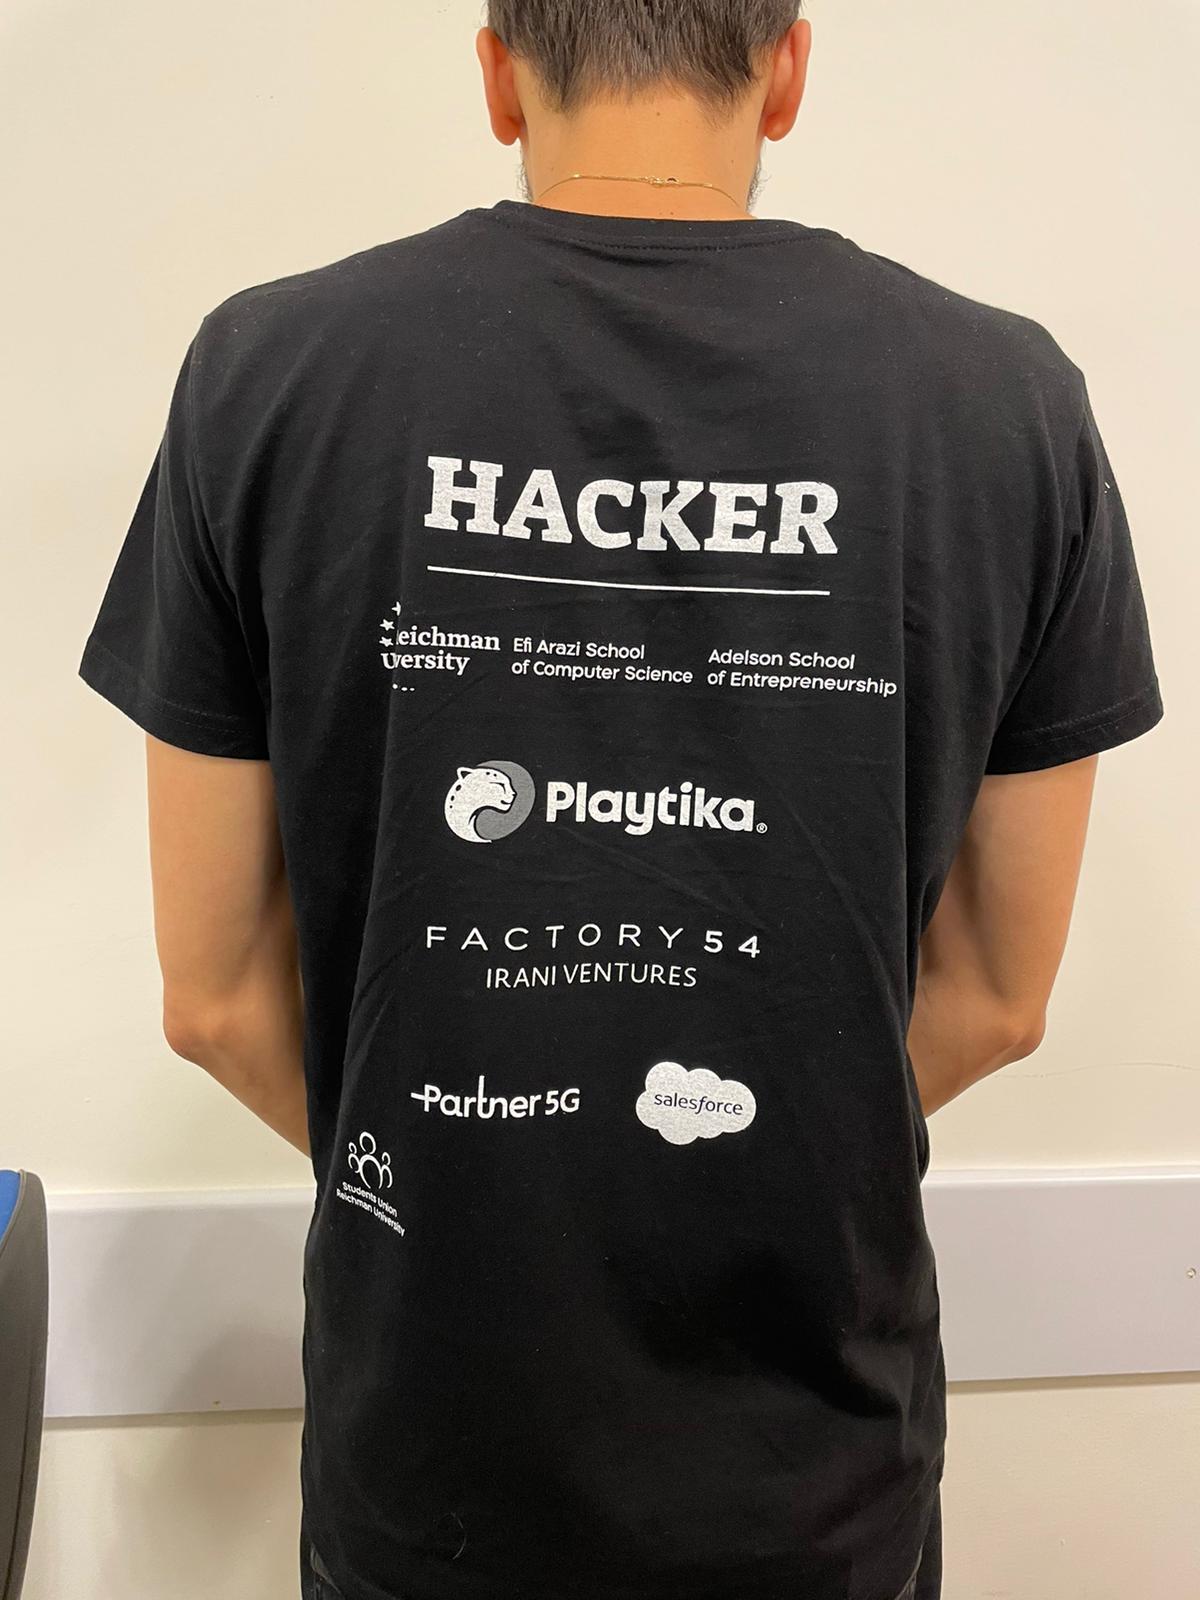 HACKER
eichman
versity
Efi Arazi School
of Computer Science
Adelson School
of Entrepreneurship
Playtika®
FACTORY 54
IRANI VENTURES
Partner 5G
salesforce
Students Union
Reichman University